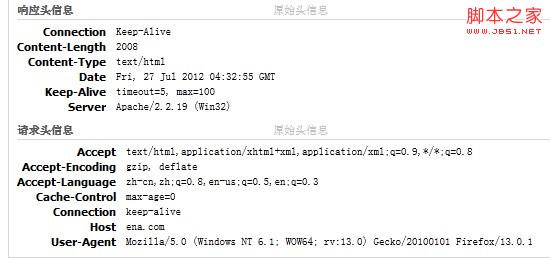 响应头信息 原始头信息
脚本之家
www.JB51.NET
Connection Keep-Alive
Content-Length 2008
Content-Type text/html
Date Fri, 27 Jul 2012 04:32:55 GMT
Keep-Alive timeout=5, max=100
Server Apache/2.2.19 (Win32)
请求头信息 原始头信息
Accept text/html,application/xhtml+xml,application/xml;q=0.9,*/*;q=0.8
Accept-Encoding gzip, deflate
Accept-Language zh-cn,zh;q=0.8,en-us;q=0.5,en;q=0.3
Cache-Control max-age=0
Connection keep-alive
Host ena.com
User-Agent Mozilla/5.0 (Windows NT 6.1; WOW64; rv:13.0) Gecko/20100101 Firefox/13.0.1